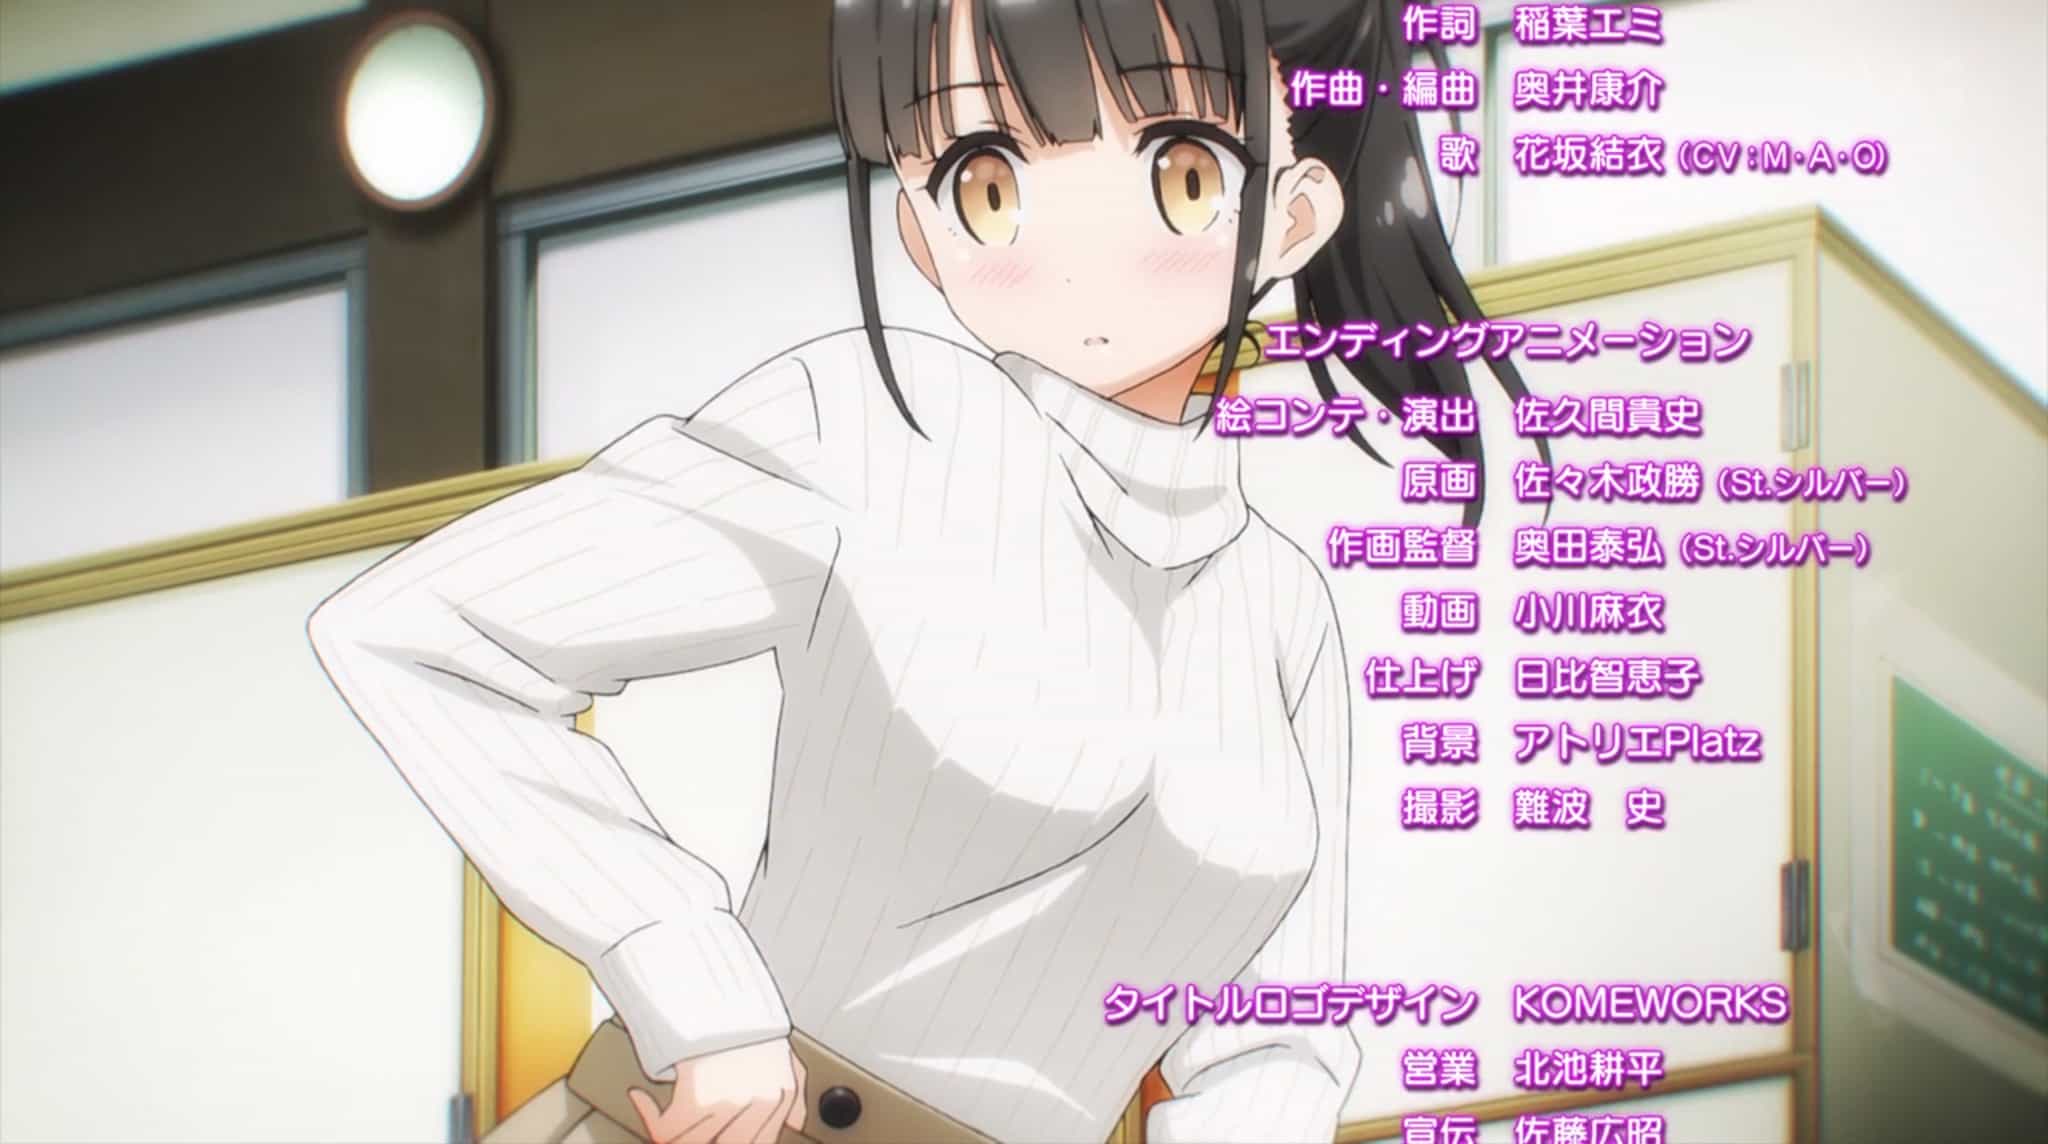 作詞　稲葉エミ
作曲・編曲　奥井康介
歌　花坂結衣（CV：M・A・O）
エンディングアニメーション
絵コンテ・演出　佐久間貴史
原画　佐々木政勝（St.シルバー）
作画監督　奥田泰弘（St.シルバー）
動画　小川麻衣
仕上げ　日比智恵子
背景　アトリエPlatz
撮影　難波　史
タイトルロゴデザイン　KOMEWORKS
営業　北池耕平
宣伝　佐藤広昭